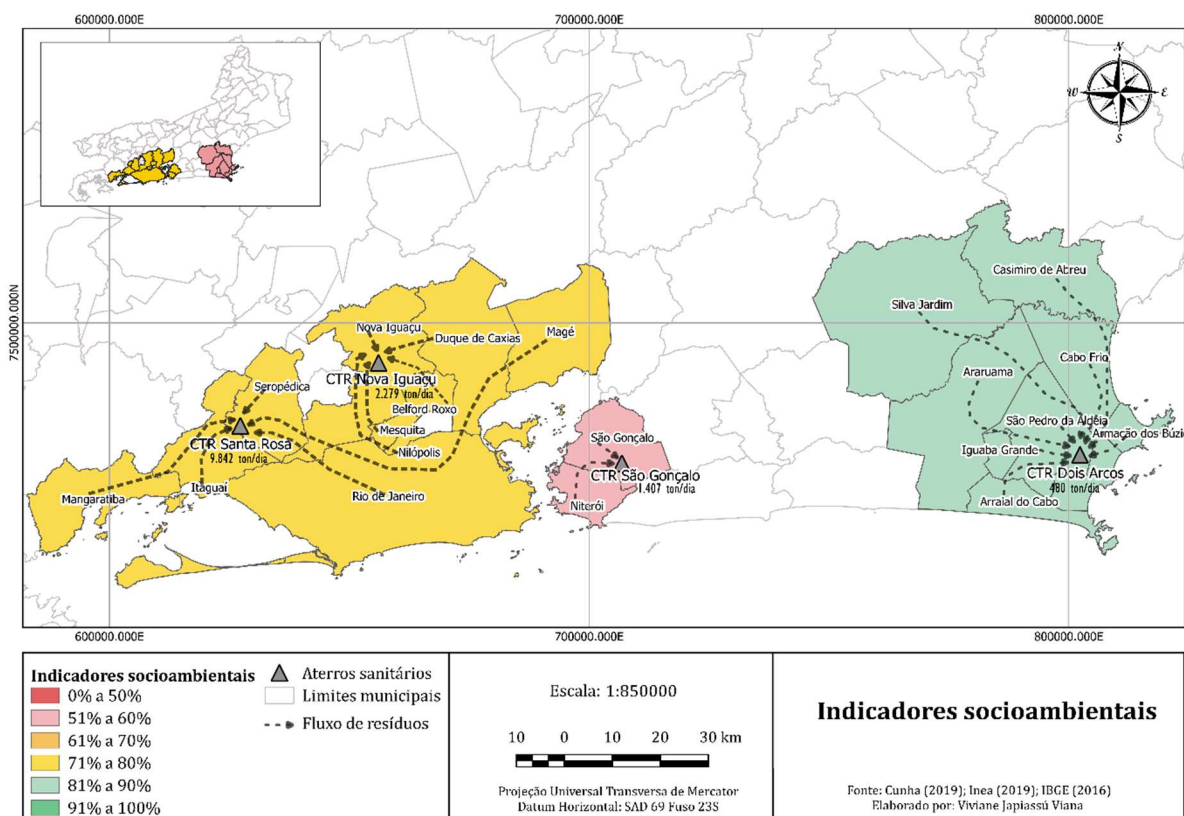 600000.000E
700000.000E
800000.000E
N
W
E
S
7500000.000N
Casimiro de Abreu
Silva Jardim
Nova Iguaçu
Duque de Caxias
Magé
Cabo Frio
CTR Nova Iguaçu
2.279 ton/dia
Araruama
Seropédica
Belford Roxo
São Pedro da Aldeia
Mesquita
São Gonçalo
Armação dos Búzio
CTR Santa Rosa
9.842 ton/dia
Nilópolis
Iguaba Grande
CTR São Gonçalo
1.407 ton/dia
CTR Dois Arcos
480 ton/dia
Itaguaí
Mangaratiba
Rio de Janeiro
Niterói
Arraial do Cabo
600000.000E
700000.000E
800000.000E
Indicadores socioambientais
0% a 50%
51% a 60%
61% a 70%
71% a 80%
81% a 90%
91% a 100%
Aterros sanitários
Limites municipais
Fluxo de resíduos
Escala: 1:850000
10 0 10 20 30 km
Projeção Universal Transversa de Mercator
Datum Horizontal: SAD 69 Fuso 23S
Indicadores socioambientais
Fonte: Cunha (2019); Inea (2019); IBGE (2016)
Elaborado por: Viviane Japiassú Viana